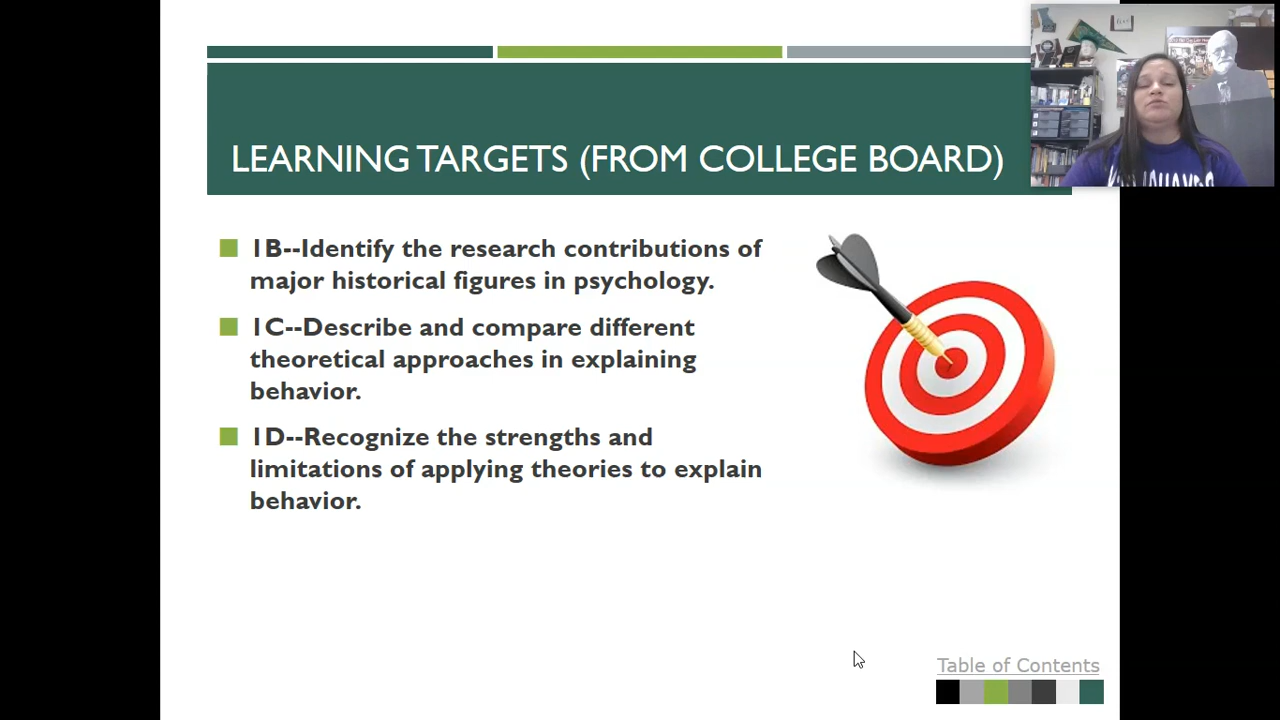 LEARNING TARGETS (FROM COLLEGE BOARD)
1B--Identify the research contributions of
major historical figures in psychology.
1C--Describe and compare different
theoretical approaches in explaining
behavior.
1D--Recognize the strengths and
limitations of applying theories to explain
behavior.
Table of Contents